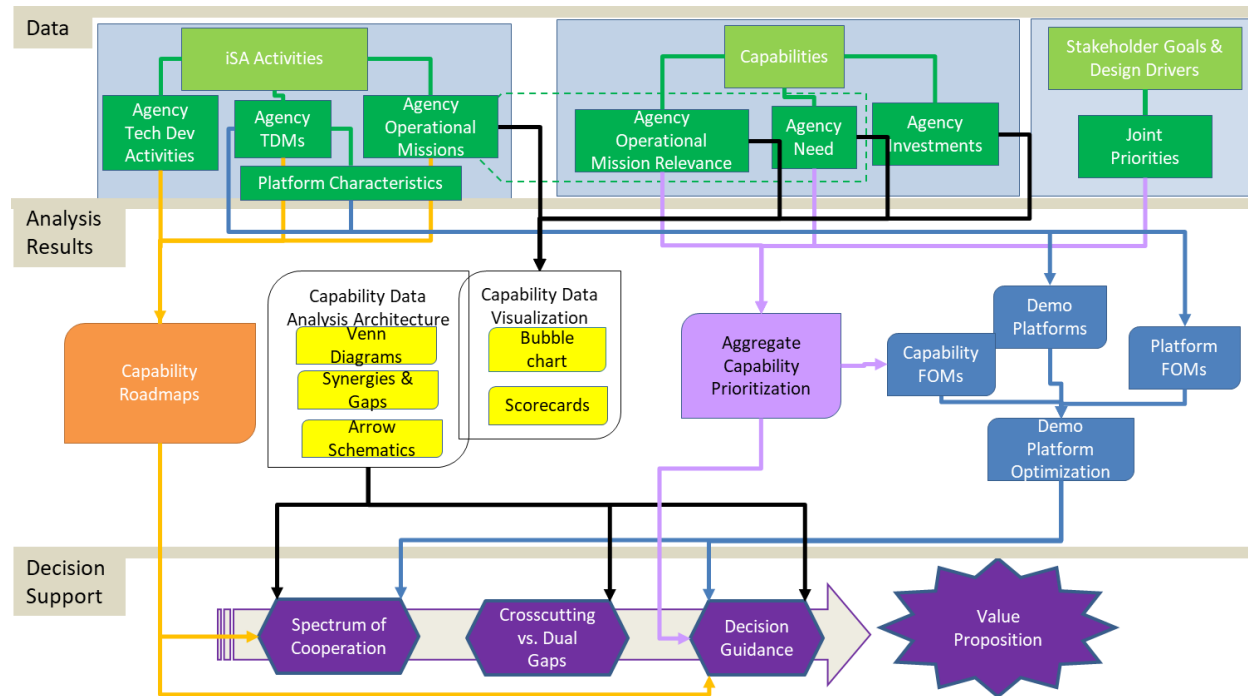 Data
iSA Activities
Agency
Tech Dev
Activities
Agency
TDMs
Agency
Operational
Missions
Platform Characteristics
Capabilities
Agency
Operational
Mission Relevance
Agency
Need
Agency
Investments
Stakeholder Goals &
Design Drivers
Joint
Priorities
Analysis
Results
Capability
Roadmaps
Capability Data
Analysis Architecture
Venn
Diagrams
Synergies &
Gaps
Arrow
Schematics
Capability Data
Visualization
Bubble
chart
Scorecards
Aggregate
Capability
Prioritization
Capability
FOMs
Demo
Platforms
Platform
FOMs
Demo
Platform
Optimization
Decision
Support
Spectrum of
Cooperation
Crosscutting
vs. Dual
Gaps
Decision
Guidance
Value
Proposition